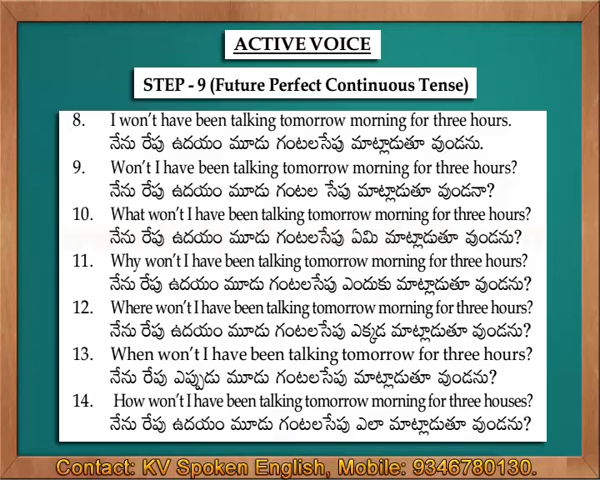 ACTIVE VOICE
STEP - 9 (Future Perfect Continuous Tense)
8. I won't have been talking tomorrow morning for three hours.
నేను రేపు ఉదయం మూడు గంటలసేపు మాట్లాడుతూ వుండను.
9. Won't I have been talking tomorrow morning for three hours?
నేను రేపు ఉదయం మూడు గంటల సేపు మాట్లాడుతూ వుండనా?
10. What won't I have been talking tomorrow morning for three hours?
నేను రేపు ఉదయం మూడు గంటలసేపు ఏమి మాట్లాడుతూ వుండను?
11. Why won't I have been talking tomorrow morning for three hours?
నేను రేపు ఉదయం మూడు గంటలసేపు ఎందుకు మాట్లాడుతూ వుండను?
12. Where won't I have been talking tomorrow morning for three hours?
నేను రేపు ఉదయం మూడు గంటలసేపు ఎక్కడ మాట్లాడుతూ వుండను?
13. When won't I have been talking tomorrow for three hours?
నేను రేపు ఎప్పుడు మూడు గంటలసేపు మాట్లాడుతూ వుండను?
14. How won't I have been talking tomorrow morning for three houses?
నేను రేపు ఉదయం మూడు గంటలసేపు ఎలా మాట్లాడుతూ వుండను?
Contact: KV Spoken English, Mobile: 9346780130.